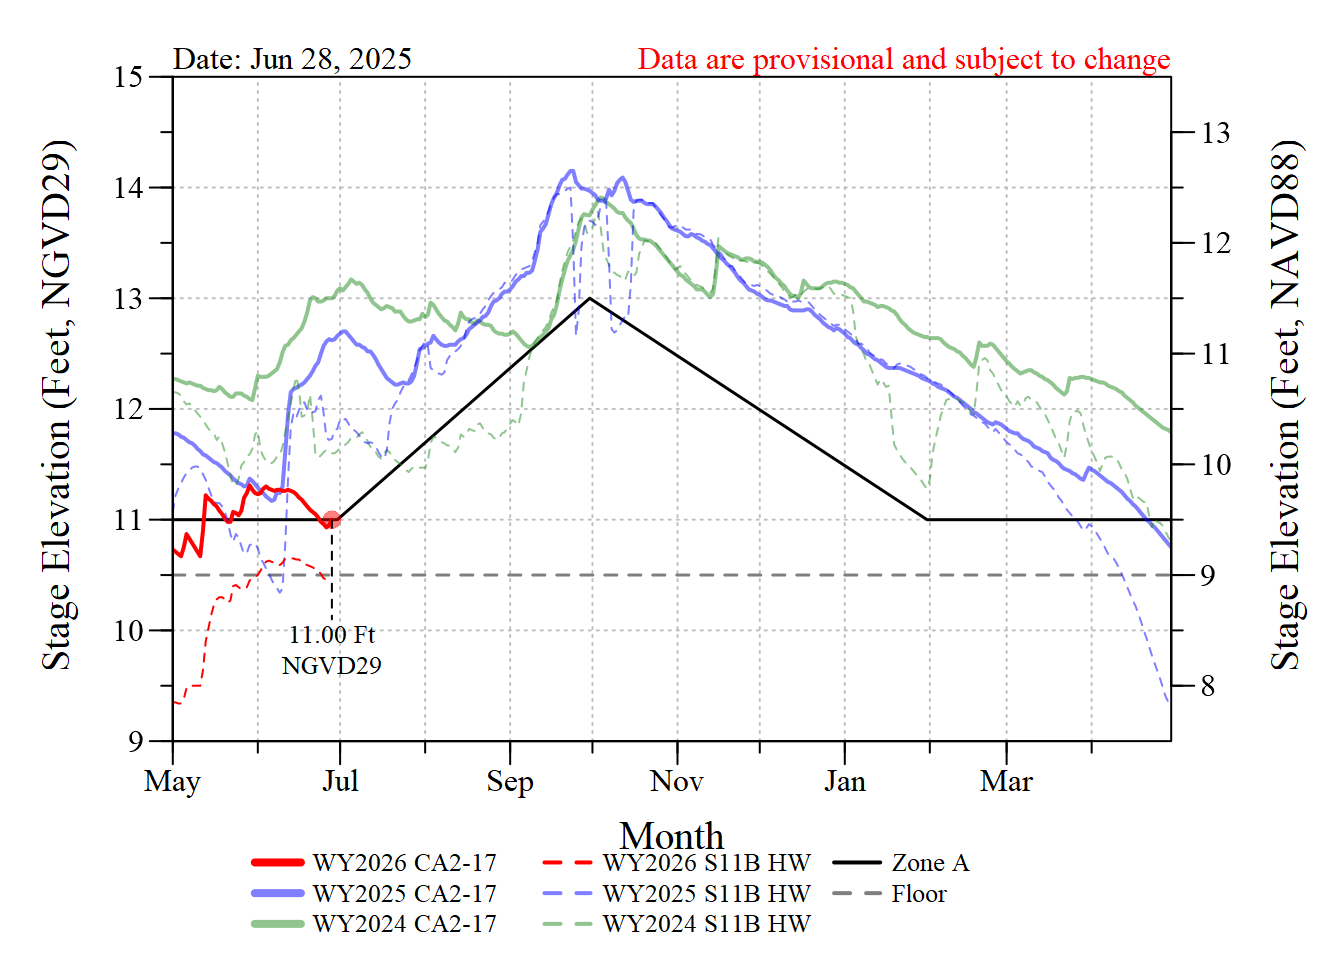 Date: Jun 28, 2025
Data are provisional and subject to change
15
14
13
12
11
10
9
Stage Elevation (Feet, NGVD29)
13
12
11
10
9
8
Stage Elevation (Feet, NAVD88)
11.00 Ft
NGVD29
May Jul Sep Nov Jan Mar
Month
WY2026 CA2-17 WY2026 S11B HW Zone A
WY2025 CA2-17 WY2025 S11B HW Floor
WY2024 CA2-17 WY2024 S11B HW